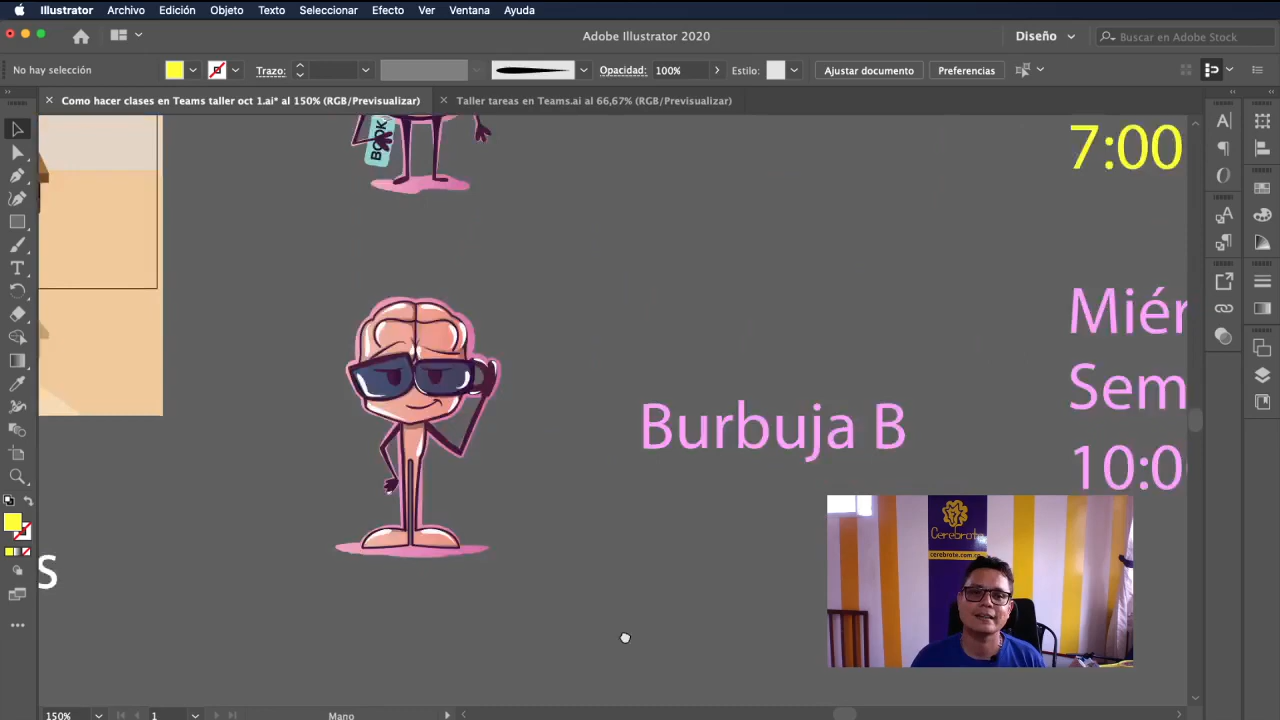 Illustrator Archivo Edición Objeto Texto Seleccionar Efecto Ver Ventana Ayuda
Adobe Illustrator 2020
Diseño
Buscar en Adobe Stock
No hay selección
Trazo:
Opacidad: 100%
Estilo:
Ajustar documento
Preferencias
Como hacer clases en Teams taller oct 1.ai* al 150% (RGB/Previsualizar)
Taller tareas en Teams.ai al 66,67% (RGB/Previsualizar)
BOOK
7:00
Miér
Sem
Burbuja B
10:0
Cerebrote
cerebrote.com
s
150%
1
Mano